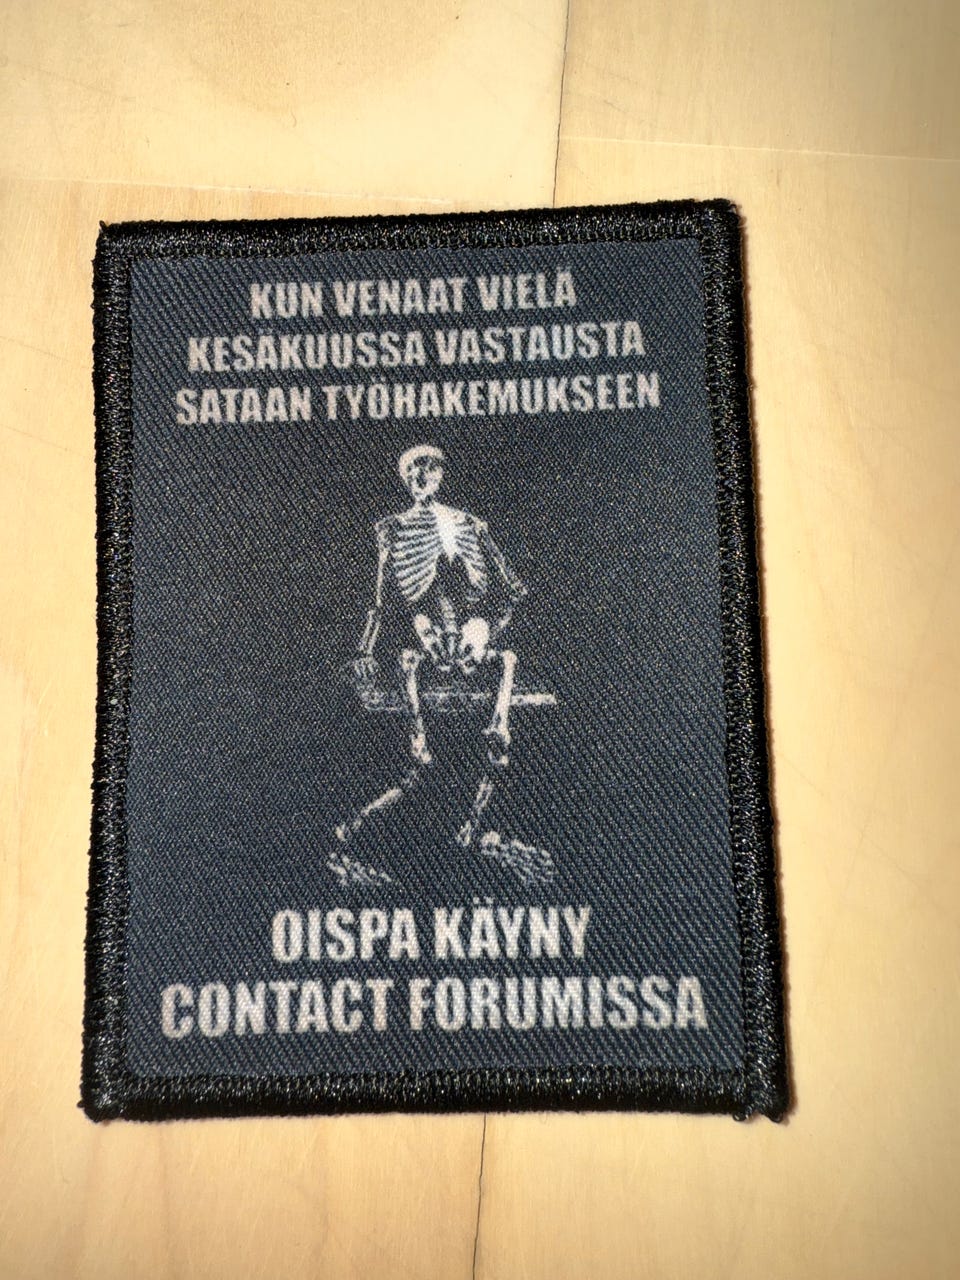 KUN VENAAT VIELÄ
KESÄKUUSSA VASTAUSTA
SATAAN TYÖHAKEMUKSEEN
OISPA KÄYNY
CONTACT FORUMISSA